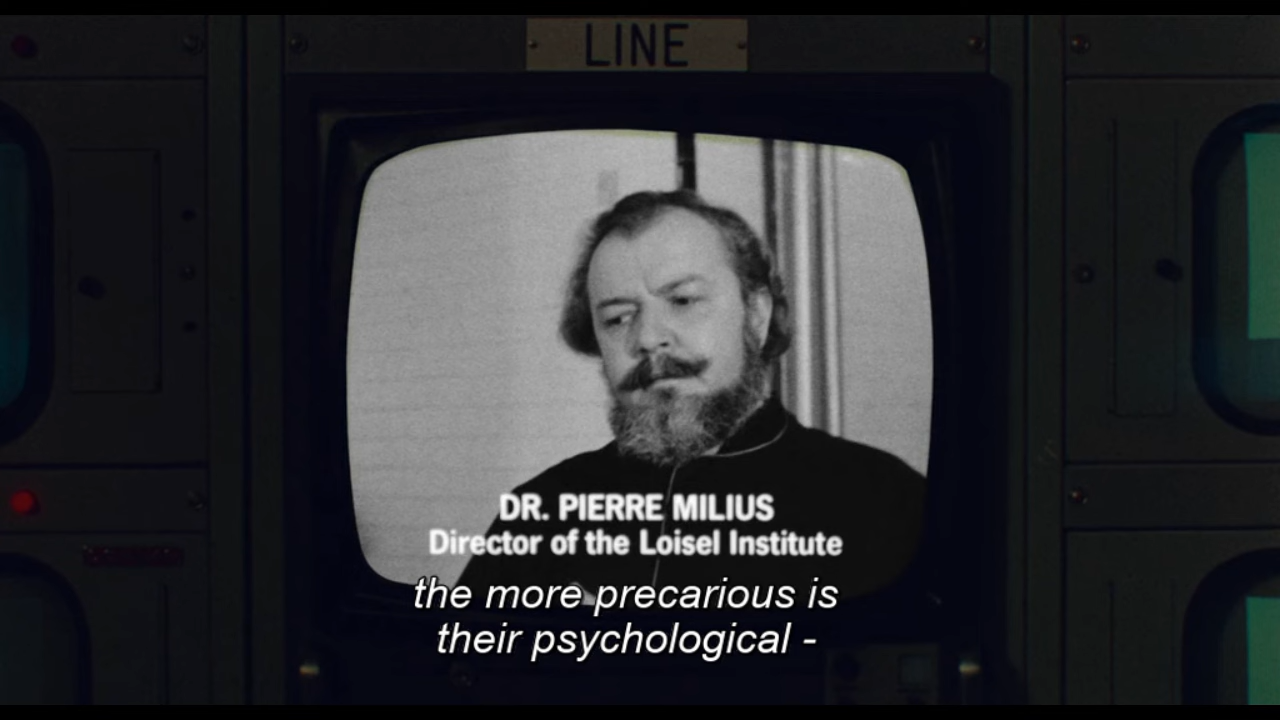 LINE
DR. PIERRE MILIUS
Director of the Loisel Institute
the more precarious is
their psychological -